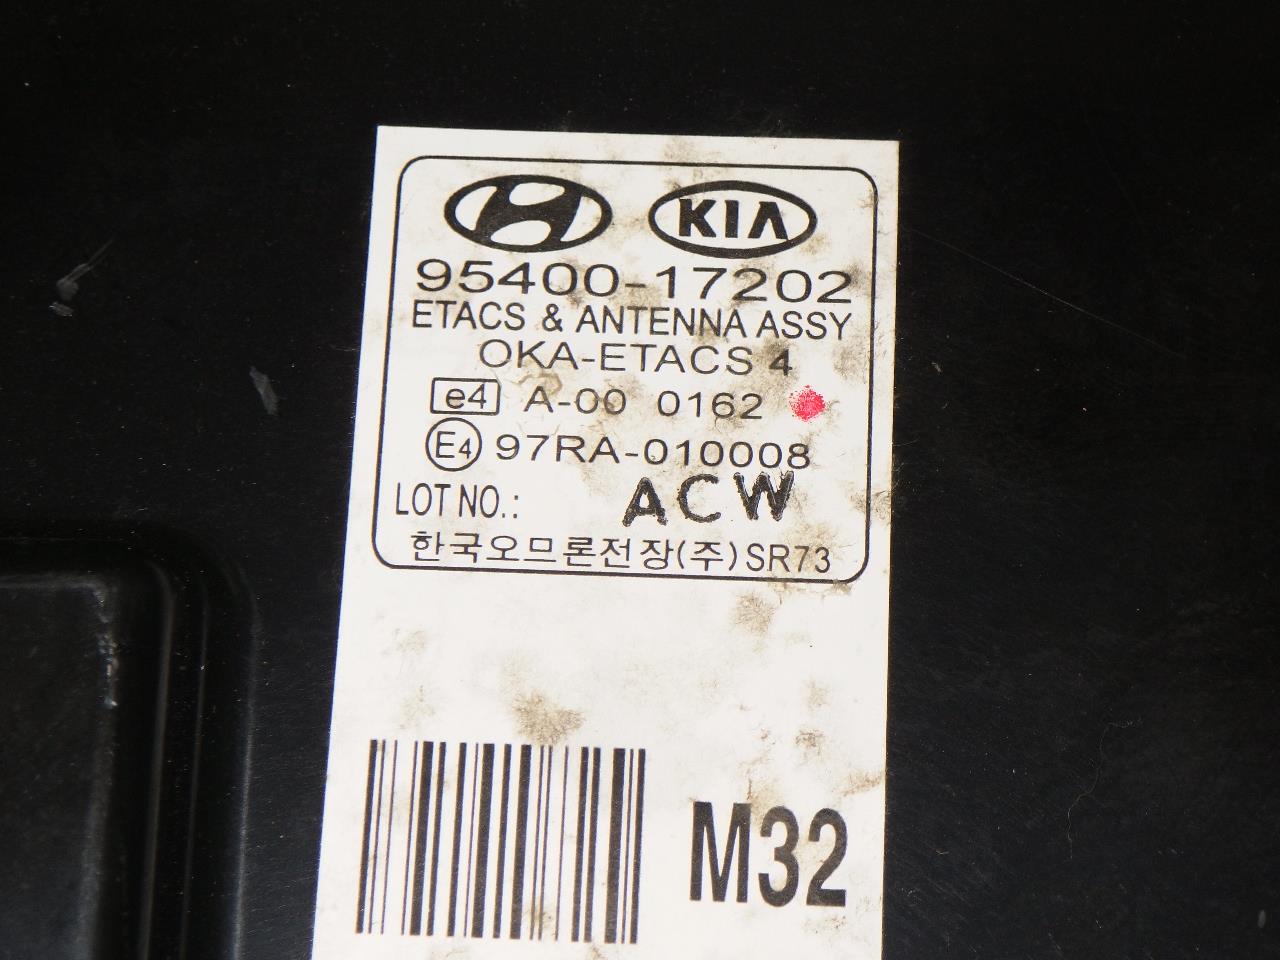 KIA
95400-17202
ETACS & ANTENNA ASSY
OKA-ETACS 4
e4 A-00 0162
E4 97RA-010008
LOT NO.: ACW
한국오므론전장(주)SR73
M32